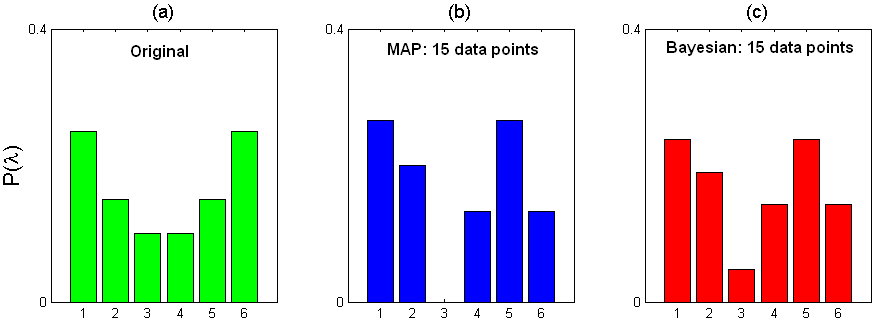 (a) (b) (c)
0.4 0.4 0.4
Original MAP: 15 data points Bayesian: 15 data points
P(λ)
0 0 0
1 2 3 4 5 6 1 2 3 4 5 6 1 2 3 4 5 6